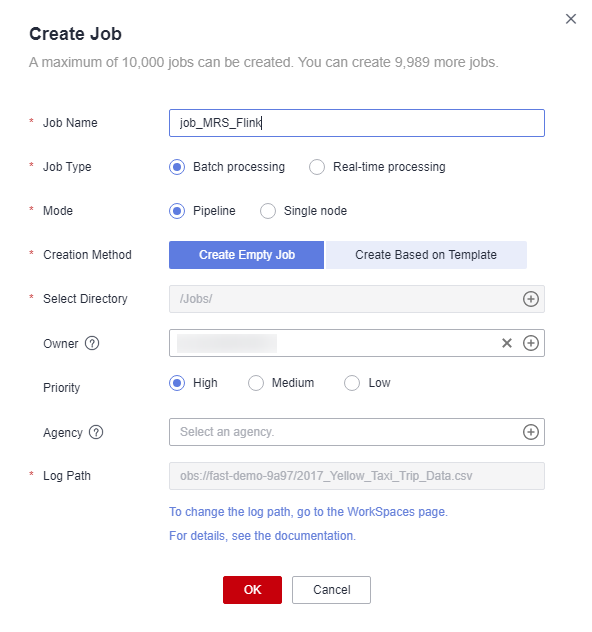 Create Job
A maximum of 10,000 jobs can be created. You can create 9,989 more jobs.
* Job Name job_MRS_Flink
* Job Type Batch processing Real-time processing
* Mode Pipeline Single node
* Creation Method Create Empty Job Create Based on Template
* Select Directory /Jobs/
Owner ?
Priority High Medium Low
Agency ? Select an agency.
* Log Path obs://fast-demo-9a97/2017_Yellow_Taxi_Trip_Data.csv
To change the log path, go to the WorkSpaces page.
For details, see the documentation.
OK Cancel